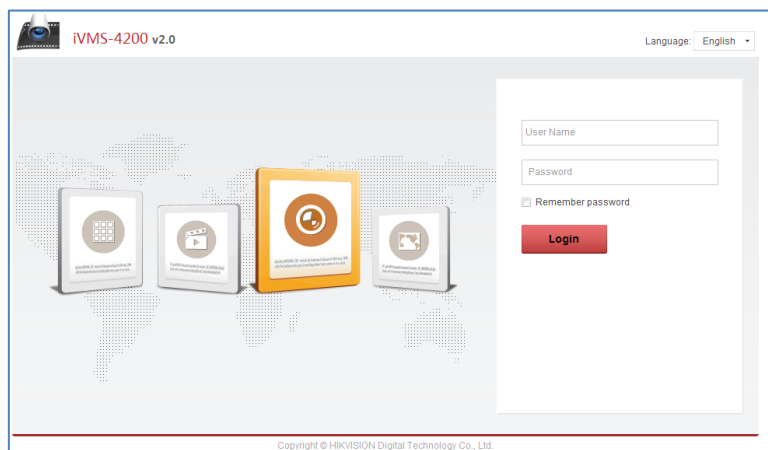 iVMS-4200 v2.0
Language: English
User Name
Password
Remember password
Login
Copyright © HIKVISION Digital Technology Co., Ltd.